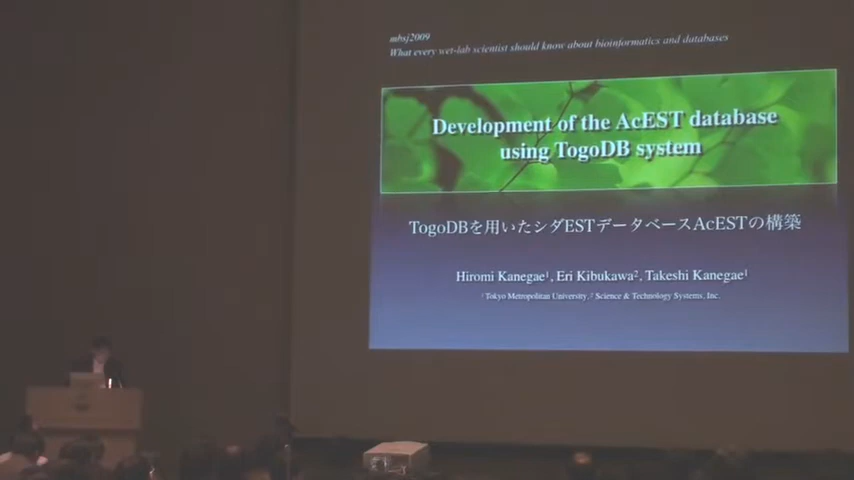 mbsj2009
What every wet-lab scientist should know about bioinformatics and databases
Development of the AcEST database
using TogoDB system
TogoDBを用いたシダESTデータベースAcESTの構築
Hiromi Kanegae¹, Eri Kibukawa², Takeshi Kanegae¹
¹ Tokyo Metropolitan University, ² Science & Technology Systems, Inc.